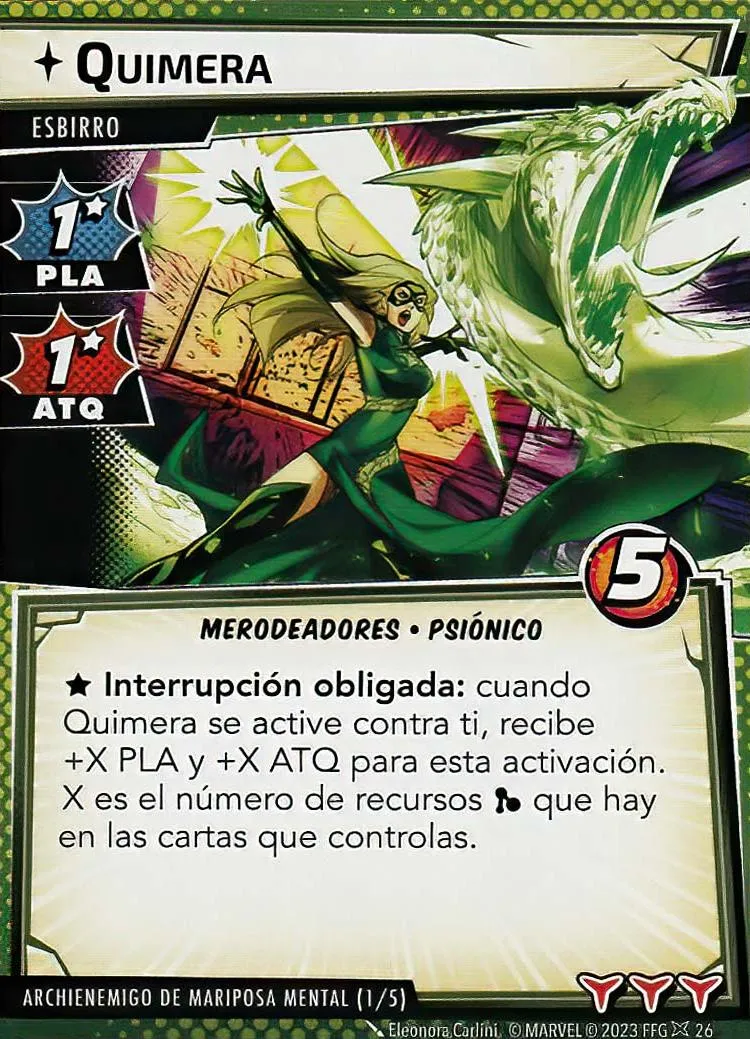 QUIMERA
ESBIRRO
1
PLA
1
ATQ
5
MERODEADORES • PSIÓNICO
★ Interrupción obligada: cuando
Quimera se active contra ti, recibe
+X PLA y +X ATQ para esta activación.
X es el número de recursos que hay
en las cartas que controlas.
ARCHIENEMIGO DE MARIPOSA MENTAL (1/5)
Eleonora Carlini. © MARVEL © 2023 FFG 26